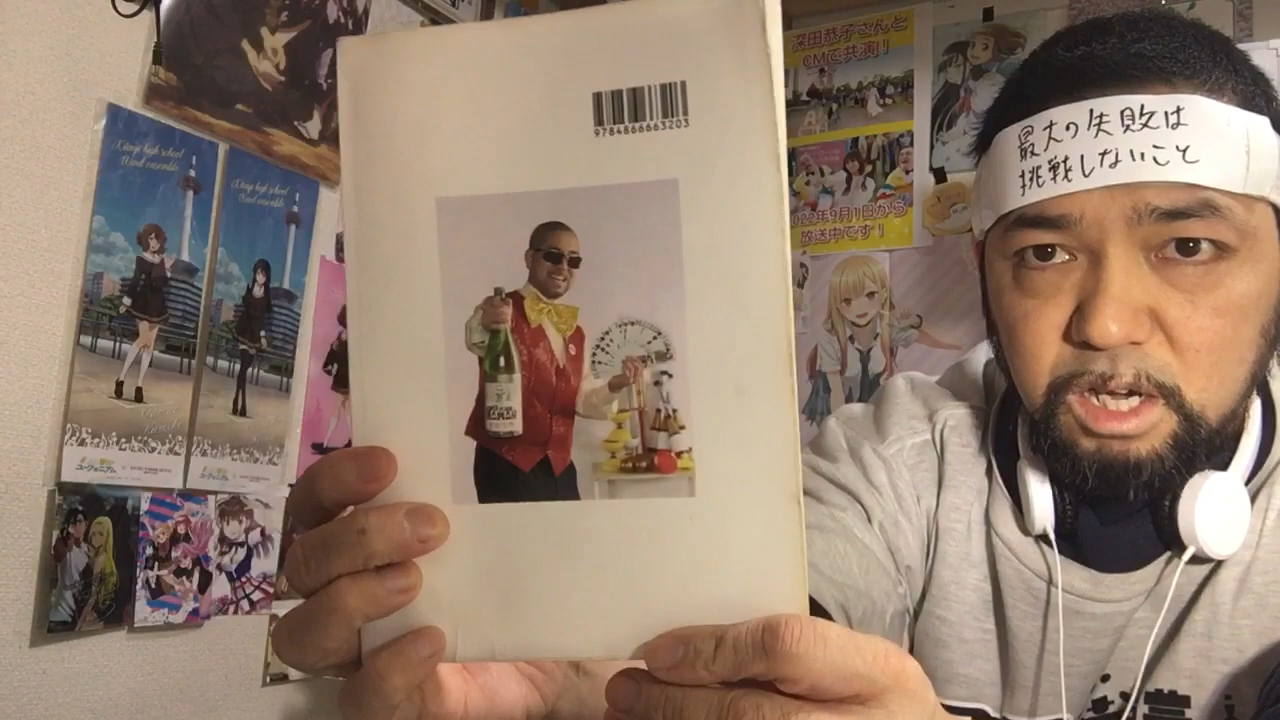 Kitauji high school
Wind ensemble
Kitauji high school
Wind ensemble
9784866663203
深田恭子さんと
CMで共演!
2022年9月1日から
放送中です!
最大の失敗は
挑戦しないこと